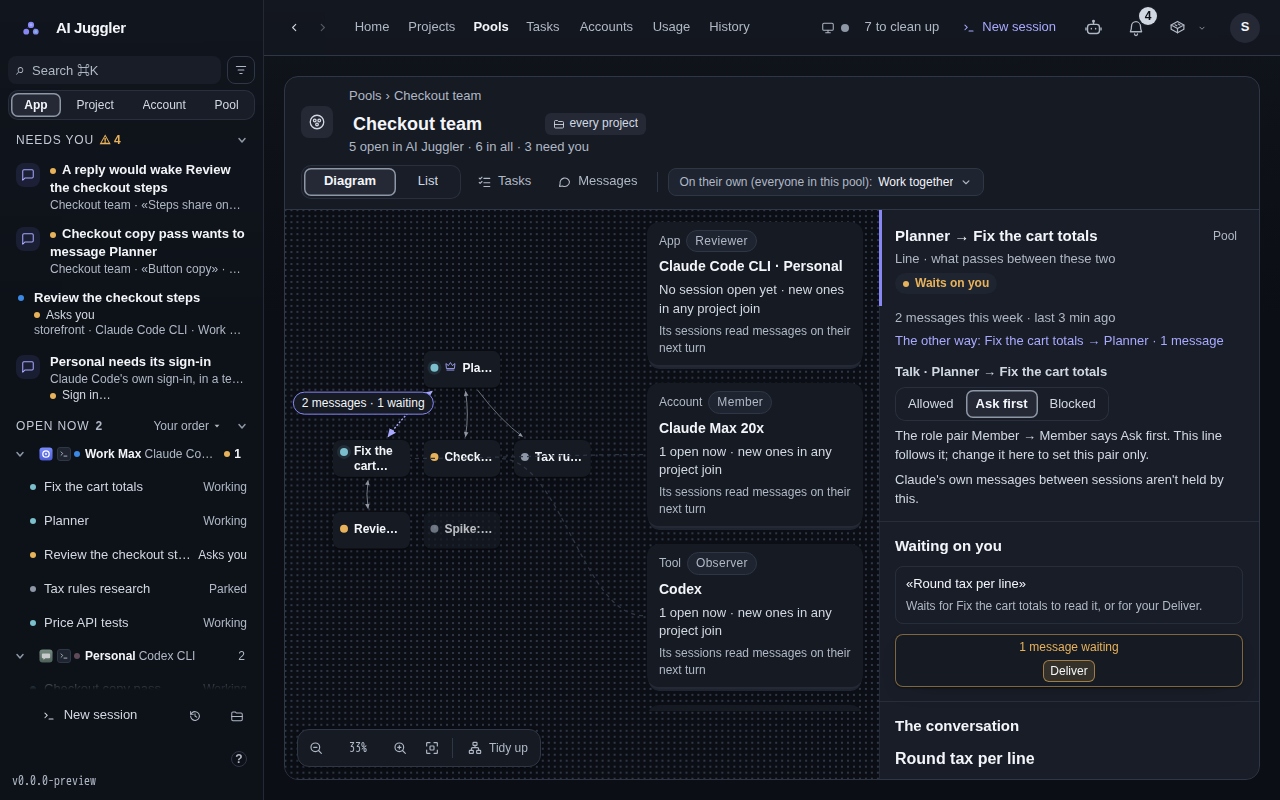 AI Juggler
Search ⌘K
App Project Account Pool
NEEDS YOU 4
A reply would wake Review the checkout steps
Checkout team · «Steps share on…
Checkout copy pass wants to message Planner
Checkout team · «Button copy» · …
Review the checkout steps
Asks you
storefront · Claude Code CLI · Work …
Personal needs its sign-in
Claude Code's own sign-in, in a te…
Sign in…
OPEN NOW 2 Your order
Work Max Claude Co… 1
Fix the cart totals Working
Planner Working
Review the checkout st… Asks you
Tax rules research Parked
Price API tests Working
Personal Codex CLI 2
Checkout copy pass Working
New session
?
v0.0.0-preview
Home Projects Pools Tasks Accounts Usage History
7 to clean up
New session
4
S
Pools › Checkout team
Checkout team every project
5 open in AI Juggler · 6 in all · 3 need you
Diagram List Tasks Messages
On their own (everyone in this pool): Work together
Pla…
2 messages · 1 waiting
Fix the cart…
Check…
Tax ru…
Revie…
Spike:…
App Reviewer
Claude Code CLI · Personal
No session open yet · new ones
in any project join
Its sessions read messages on their
next turn
Account Member
Claude Max 20x
1 open now · new ones in any
project join
Its sessions read messages on their
next turn
Tool Observer
Codex
1 open now · new ones in any
project join
Its sessions read messages on their
next turn
33%
Tidy up
Planner → Fix the cart totals Pool
Line · what passes between these two
Waits on you
2 messages this week · last 3 min ago
The other way: Fix the cart totals → Planner · 1 message
Talk · Planner → Fix the cart totals
Allowed Ask first Blocked
The role pair Member → Member says Ask first. This line
follows it; change it here to set this pair only.
Claude's own messages between sessions aren't held by
this.
Waiting on you
«Round tax per line»
Waits for Fix the cart totals to read it, or for your Deliver.
1 message waiting
Deliver
The conversation
Round tax per line